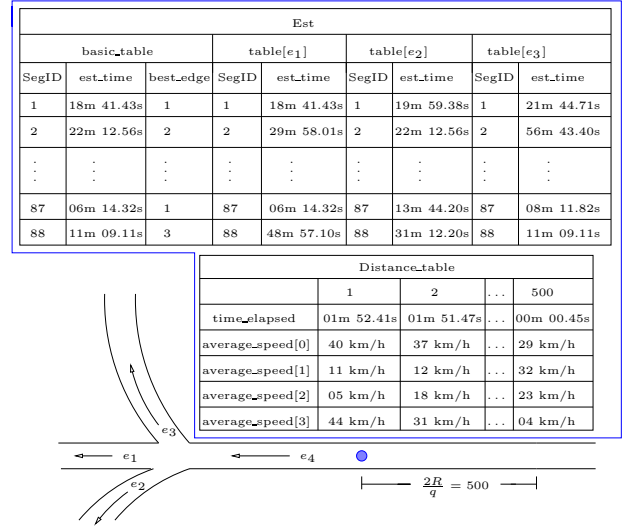 Est
basic_table table[e1] table[e2] table[e3]
SegID est_time best_edge SegID est_time SegID est_time SegID est_time
1 18m 41.43s 1 1 18m 41.43s 1 19m 59.38s 1 21m 44.71s
2 22m 12.56s 2 2 29m 58.01s 2 22m 12.56s 2 56m 43.40s
. . . . . . . .
. . . . . . . .
. . . . . . . .
87 06m 14.32s 1 87 06m 14.32s 87 13m 44.20s 87 08m 11.82s
88 11m 09.11s 3 88 48m 57.10s 88 31m 12.20s 88 11m 09.11s
Distance_table
1 2 ... 500
time_elapsed 01m 52.41s 01m 51.47s ... 00m 00.45s
average_speed[0] 40 km/h 37 km/h ... 29 km/h
average_speed[1] 11 km/h 12 km/h ... 32 km/h
average_speed[2] 05 km/h 18 km/h ... 23 km/h
average_speed[3] 44 km/h 31 km/h ... 04 km/h
e3
e1 e4
e2
2R/q = 500